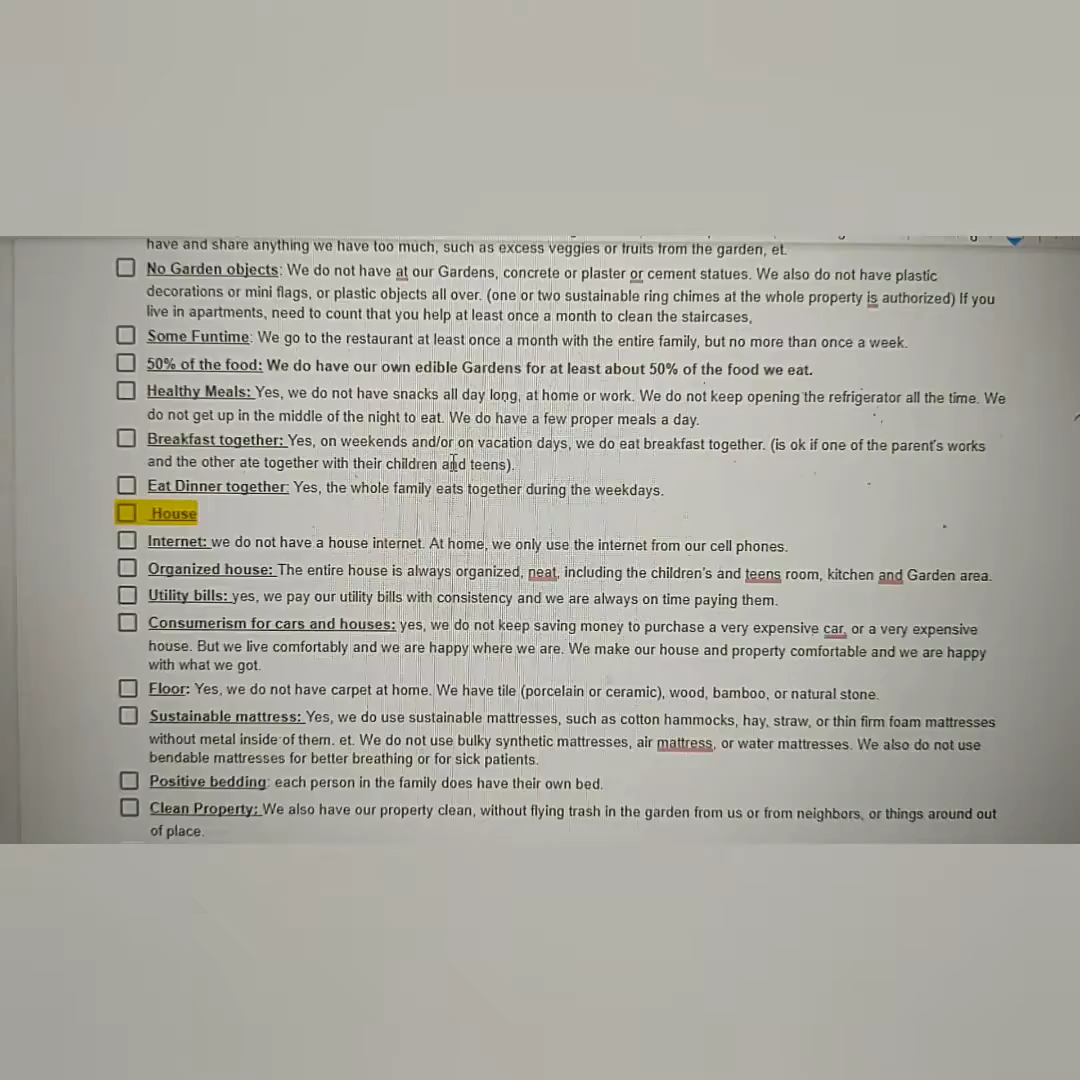 have and share anything we have too much, such as excess veggies or fruits from the garden, et.
No Garden objects: We do not have at our Gardens, concrete or plaster or cement statues. We also do not have plastic
decorations or mini flags, or plastic objects all over. (one or two sustainable ring chimes at the whole property is authorized) If you
live in apartments, need to count that you help at least once a month to clean the staircases,
Some Funtime: We go to the restaurant at least once a month with the entire family, but no more than once a week.
50% of the food: We do have our own edible Gardens for at least about 50% of the food we eat.
Healthy Meals: Yes, we do not have snacks all day long, at home or work. We do not keep opening the refrigerator all the time. We
do not get up in the middle of the night to eat. We do have a few proper meals a day.
Breakfast together: Yes, on weekends and/or on vacation days, we do eat breakfast together. (is ok if one of the parent's works
and the other ate together with their children and teens).
Eat Dinner together: Yes, the whole family eats together during the weekdays.
House
Internet: we do not have a house internet. At home, we only use the internet from our cell phones.
Organized house: The entire house is always organized, neat, including the children's and teens room, kitchen and Garden area.
Utility bills: yes, we pay our utility bills with consistency and we are always on time paying them.
Consumerism for cars and houses: yes, we do not keep saving money to purchase a very expensive car, or a very expensive
house. But we live comfortably and we are happy where we are. We make our house and property comfortable and we are happy
with what we got.
Floor: Yes, we do not have carpet at home. We have tile (porcelain or ceramic), wood, bamboo, or natural stone.
Sustainable mattress: Yes, we do use sustainable mattresses, such as cotton hammocks, hay, straw, or thin firm foam mattresses
without metal inside of them. et. We do not use bulky synthetic mattresses, air mattress, or water mattresses. We also do not use
bendable mattresses for better breathing or for sick patients.
Positive bedding: each person in the family does have their own bed.
Clean Property: We also have our property clean, without flying trash in the garden from us or from neighbors, or things around out
of place.